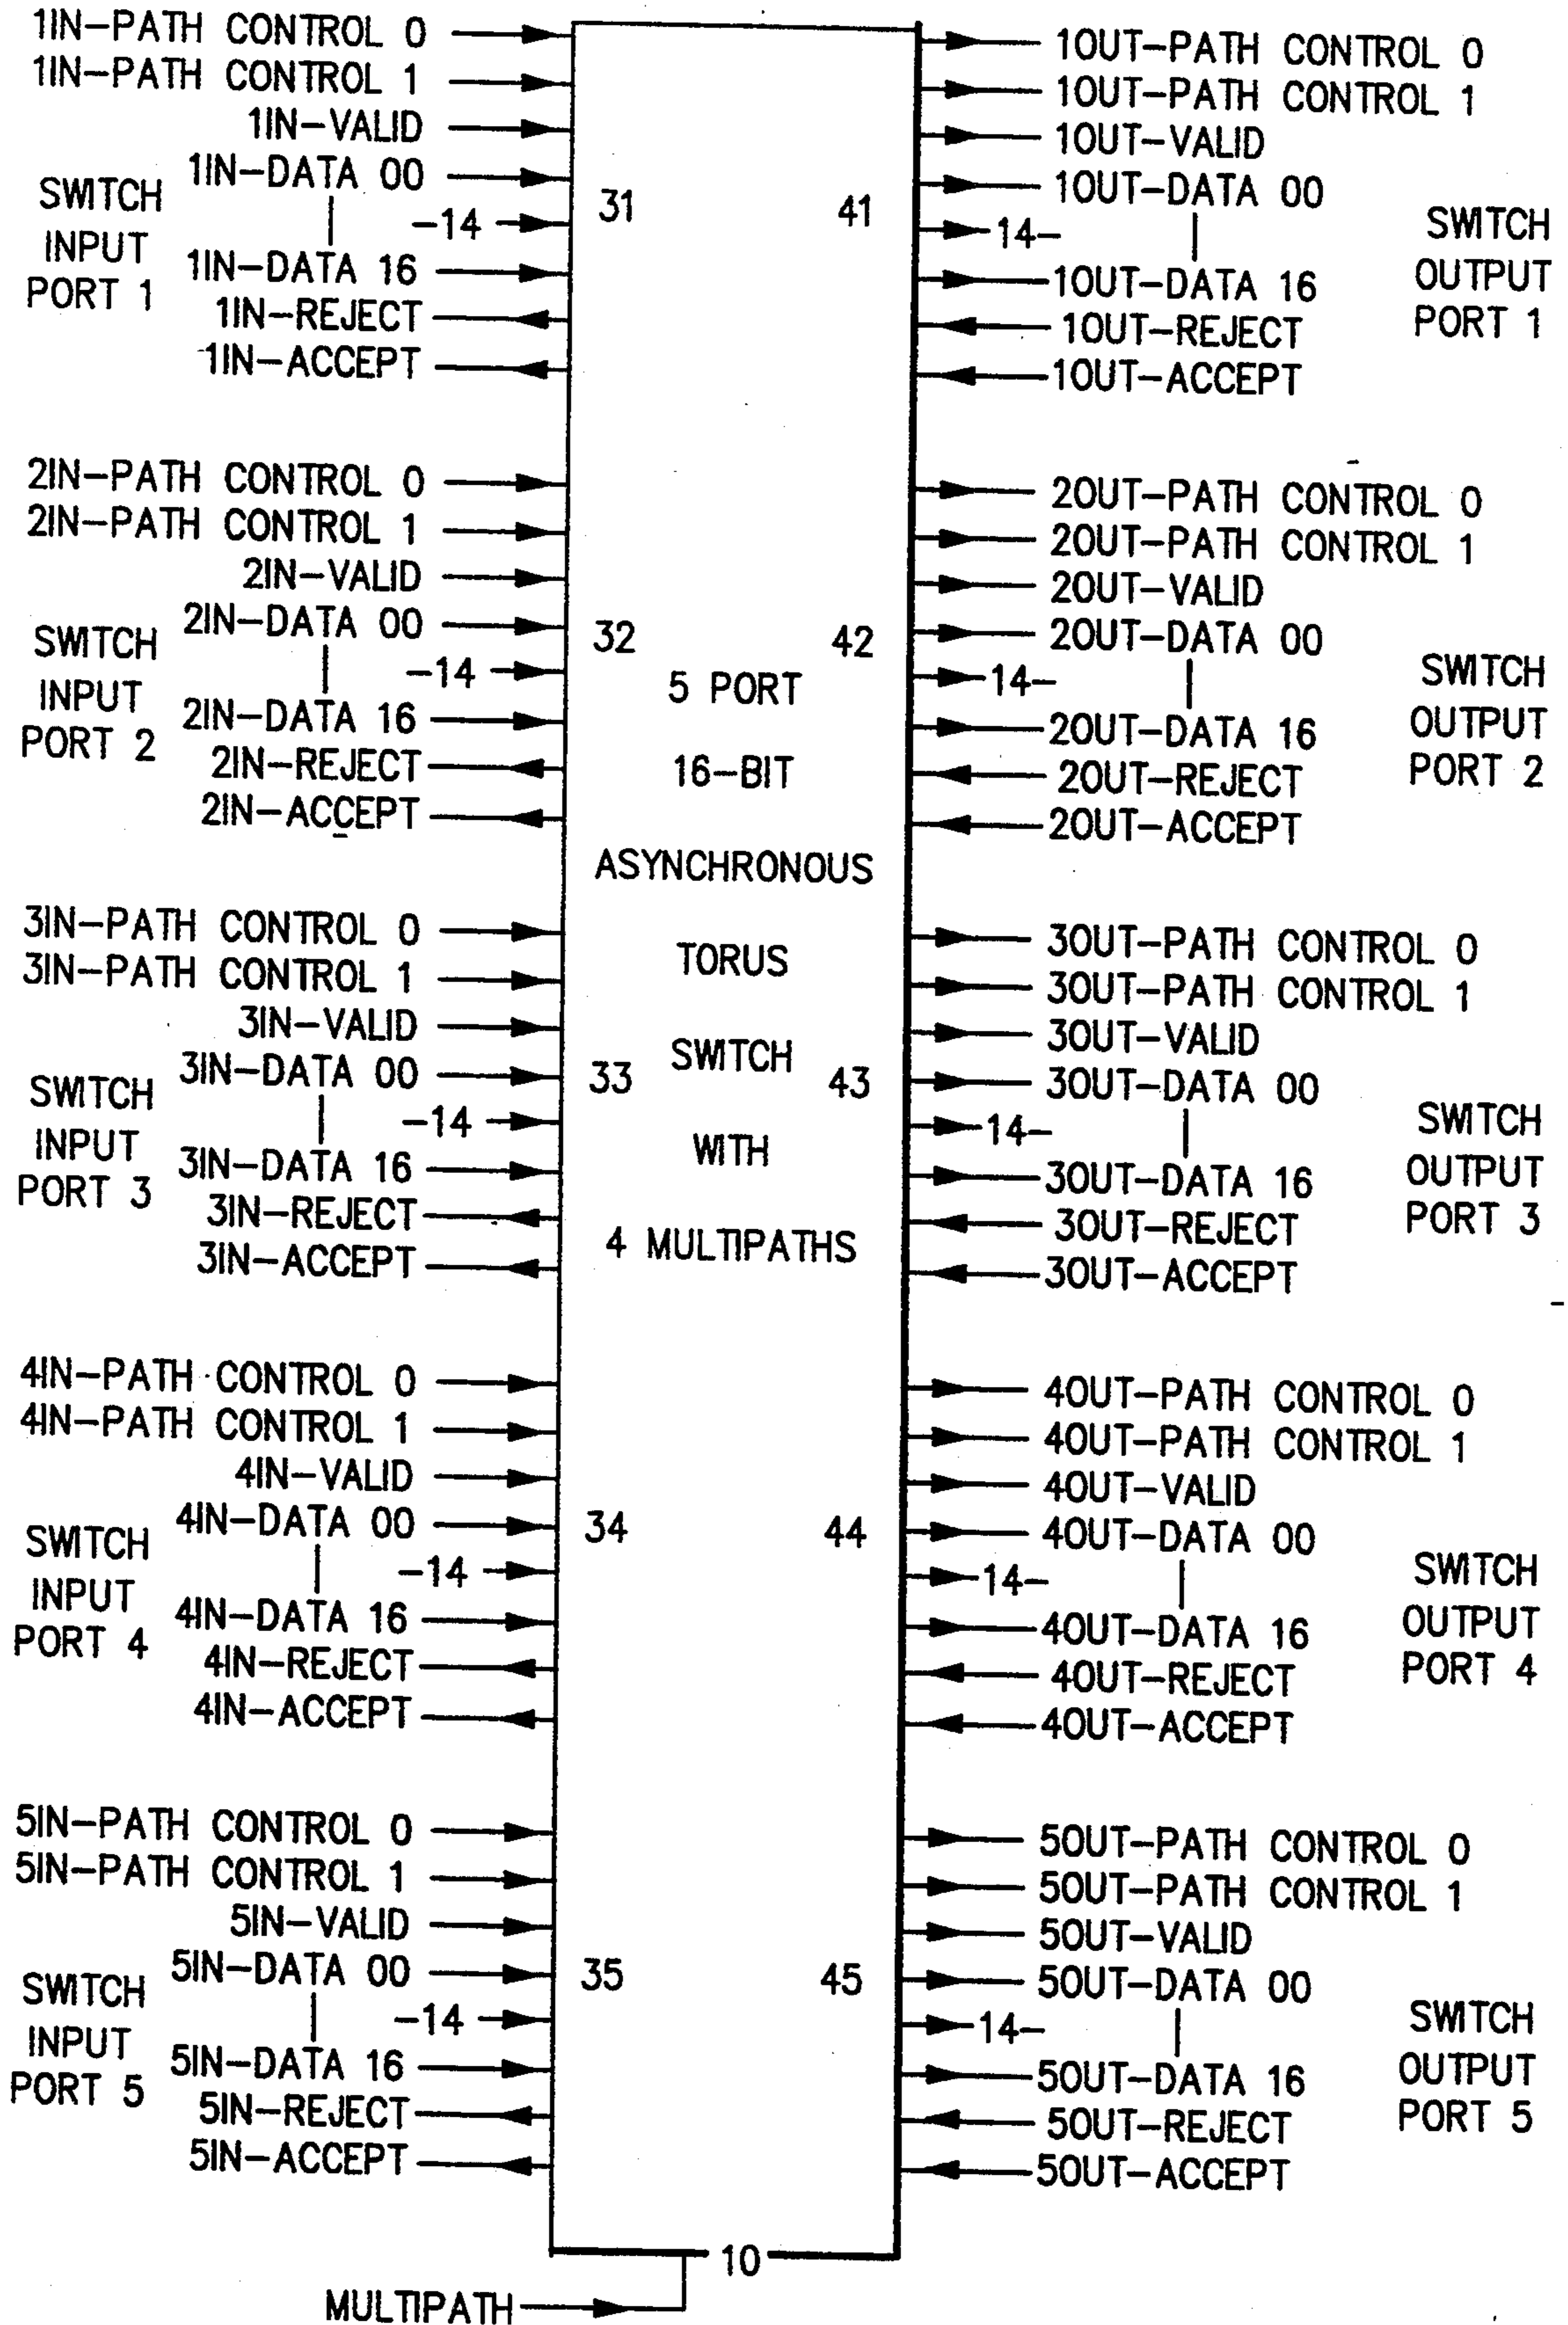 1IN-PATH CONTROL 0
1IN-PATH CONTROL 1
1IN-VALID
1IN-DATA 00
-14
1IN-DATA 16
1IN-REJECT
1IN-ACCEPT
SWITCH
INPUT
PORT 1
2IN-PATH CONTROL 0
2IN-PATH CONTROL 1
2IN-VALID
2IN-DATA 00
-14
2IN-DATA 16
2IN-REJECT
2IN-ACCEPT
SWITCH
INPUT
PORT 2
3IN-PATH CONTROL 0
3IN-PATH CONTROL 1
3IN-VALID
3IN-DATA 00
-14
3IN-DATA 16
3IN-REJECT
3IN-ACCEPT
SWITCH
INPUT
PORT 3
4IN-PATH CONTROL 0
4IN-PATH CONTROL 1
4IN-VALID
4IN-DATA 00
-14
4IN-DATA 16
4IN-REJECT
4IN-ACCEPT
SWITCH
INPUT
PORT 4
5IN-PATH CONTROL 0
5IN-PATH CONTROL 1
5IN-VALID
5IN-DATA 00
-14
5IN-DATA 16
5IN-REJECT
5IN-ACCEPT
SWITCH
INPUT
PORT 5
31
41
32
42
5 PORT
16-BIT
ASYNCHRONOUS
TORUS
SWITCH
33
43
WITH
4 MULTIPATHS
34
44
35
45
10
MULTIPATH
1OUT-PATH CONTROL 0
1OUT-PATH CONTROL 1
1OUT-VALID
1OUT-DATA 00
14-
1OUT-DATA 16
1OUT-REJECT
1OUT-ACCEPT
SWITCH
OUTPUT
PORT 1
2OUT-PATH CONTROL 0
2OUT-PATH CONTROL 1
2OUT-VALID
2OUT-DATA 00
14-
2OUT-DATA 16
2OUT-REJECT
2OUT-ACCEPT
SWITCH
OUTPUT
PORT 2
3OUT-PATH CONTROL 0
3OUT-PATH CONTROL 1
3OUT-VALID
3OUT-DATA 00
14-
3OUT-DATA 16
3OUT-REJECT
3OUT-ACCEPT
SWITCH
OUTPUT
PORT 3
4OUT-PATH CONTROL 0
4OUT-PATH CONTROL 1
4OUT-VALID
4OUT-DATA 00
14-
4OUT-DATA 16
4OUT-REJECT
4OUT-ACCEPT
SWITCH
OUTPUT
PORT 4
5OUT-PATH CONTROL 0
5OUT-PATH CONTROL 1
5OUT-VALID
5OUT-DATA 00
14-
5OUT-DATA 16
5OUT-REJECT
5OUT-ACCEPT
SWITCH
OUTPUT
PORT 5